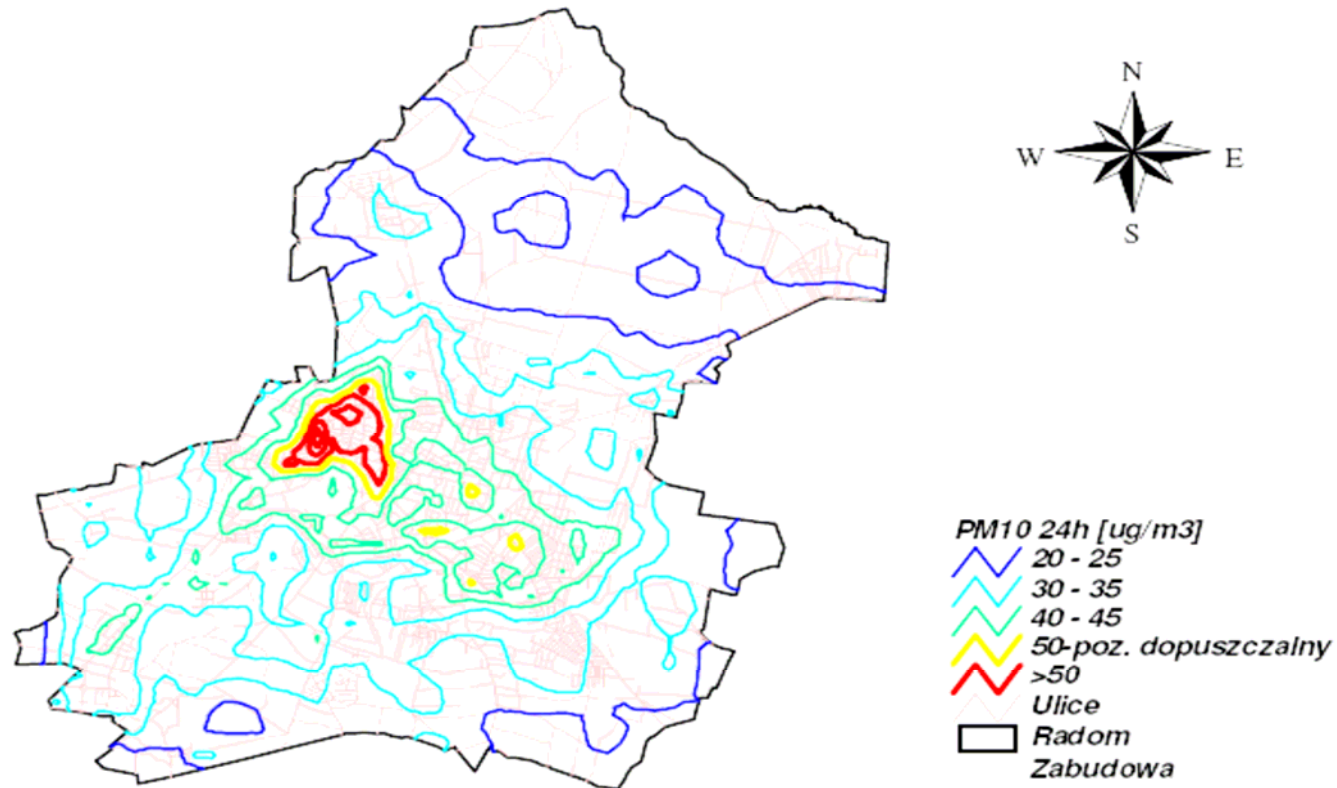 N
W E
S
PM10 24h [ug/m3]
20 - 25
30 - 35
40 - 45
50-poz. dopuszczalny
>50
Ulice
Radom
Zabudowa